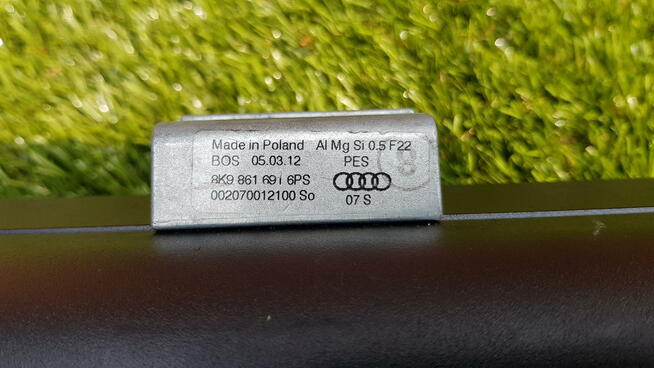 Made in Poland Al Mg Si 0.5 F22
BOS 05.03.12 PES
8K9 861 691 6PS
002070012100 So 07 S